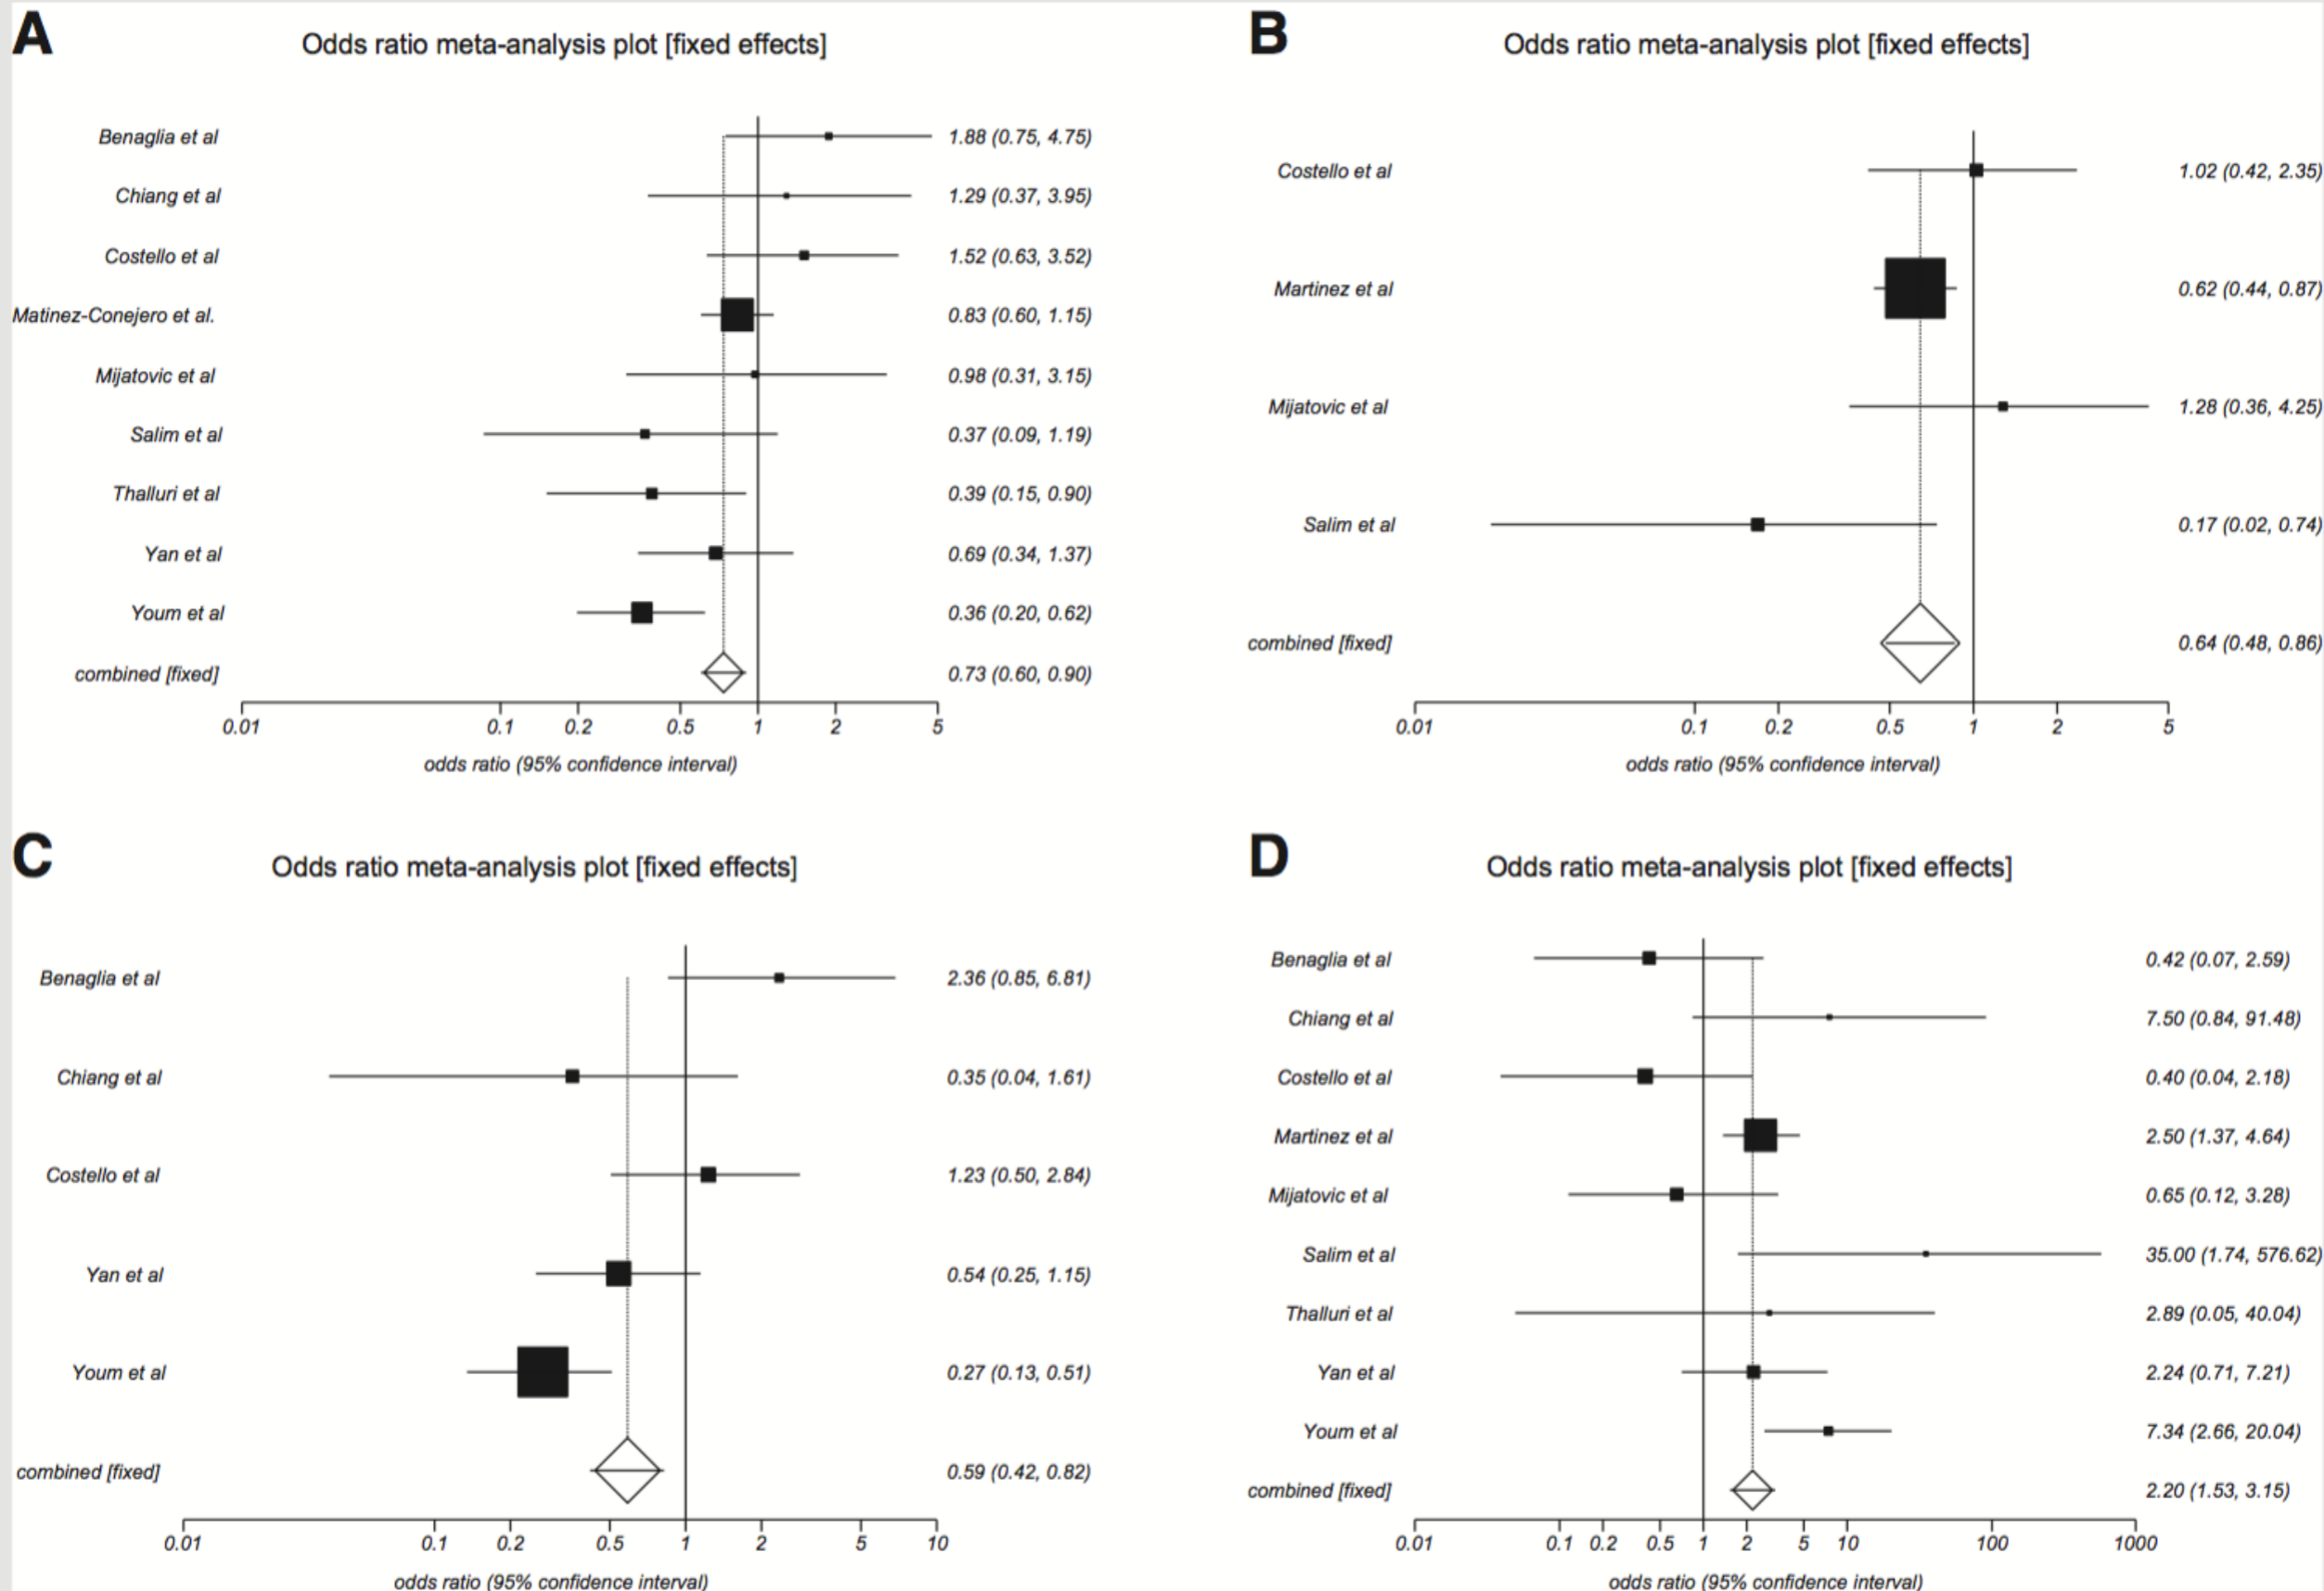 A
Odds ratio meta-analysis plot [fixed effects]
Benaglia et al 1.88 (0.75, 4.75)
Chiang et al 1.29 (0.37, 3.95)
Costello et al 1.52 (0.63, 3.52)
Matinez-Conejero et al. 0.83 (0.60, 1.15)
Mijatovic et al 0.98 (0.31, 3.15)
Salim et al 0.37 (0.09, 1.19)
Thalluri et al 0.39 (0.15, 0.90)
Yan et al 0.69 (0.34, 1.37)
Youm et al 0.36 (0.20, 0.62)
combined [fixed] 0.73 (0.60, 0.90)
0.01 0.1 0.2 0.5 1 2 5
odds ratio (95% confidence interval)
B
Odds ratio meta-analysis plot [fixed effects]
Costello et al 1.02 (0.42, 2.35)
Martinez et al 0.62 (0.44, 0.87)
Mijatovic et al 1.28 (0.36, 4.25)
Salim et al 0.17 (0.02, 0.74)
combined [fixed] 0.64 (0.48, 0.86)
0.01 0.1 0.2 0.5 1 2 5
odds ratio (95% confidence interval)
C
Odds ratio meta-analysis plot [fixed effects]
Benaglia et al 2.36 (0.85, 6.81)
Chiang et al 0.35 (0.04, 1.61)
Costello et al 1.23 (0.50, 2.84)
Yan et al 0.54 (0.25, 1.15)
Youm et al 0.27 (0.13, 0.51)
combined [fixed] 0.59 (0.42, 0.82)
0.01 0.1 0.2 0.5 1 2 5 10
odds ratio (95% confidence interval)
D
Odds ratio meta-analysis plot [fixed effects]
Benaglia et al 0.42 (0.07, 2.59)
Chiang et al 7.50 (0.84, 91.48)
Costello et al 0.40 (0.04, 2.18)
Martinez et al 2.50 (1.37, 4.64)
Mijatovic et al 0.65 (0.12, 3.28)
Salim et al 35.00 (1.74, 576.62)
Thalluri et al 2.89 (0.05, 40.04)
Yan et al 2.24 (0.71, 7.21)
Youm et al 7.34 (2.66, 20.04)
combined [fixed] 2.20 (1.53, 3.15)
0.01 0.1 0.2 0.5 1 2 5 10 100 1000
odds ratio (95% confidence interval)